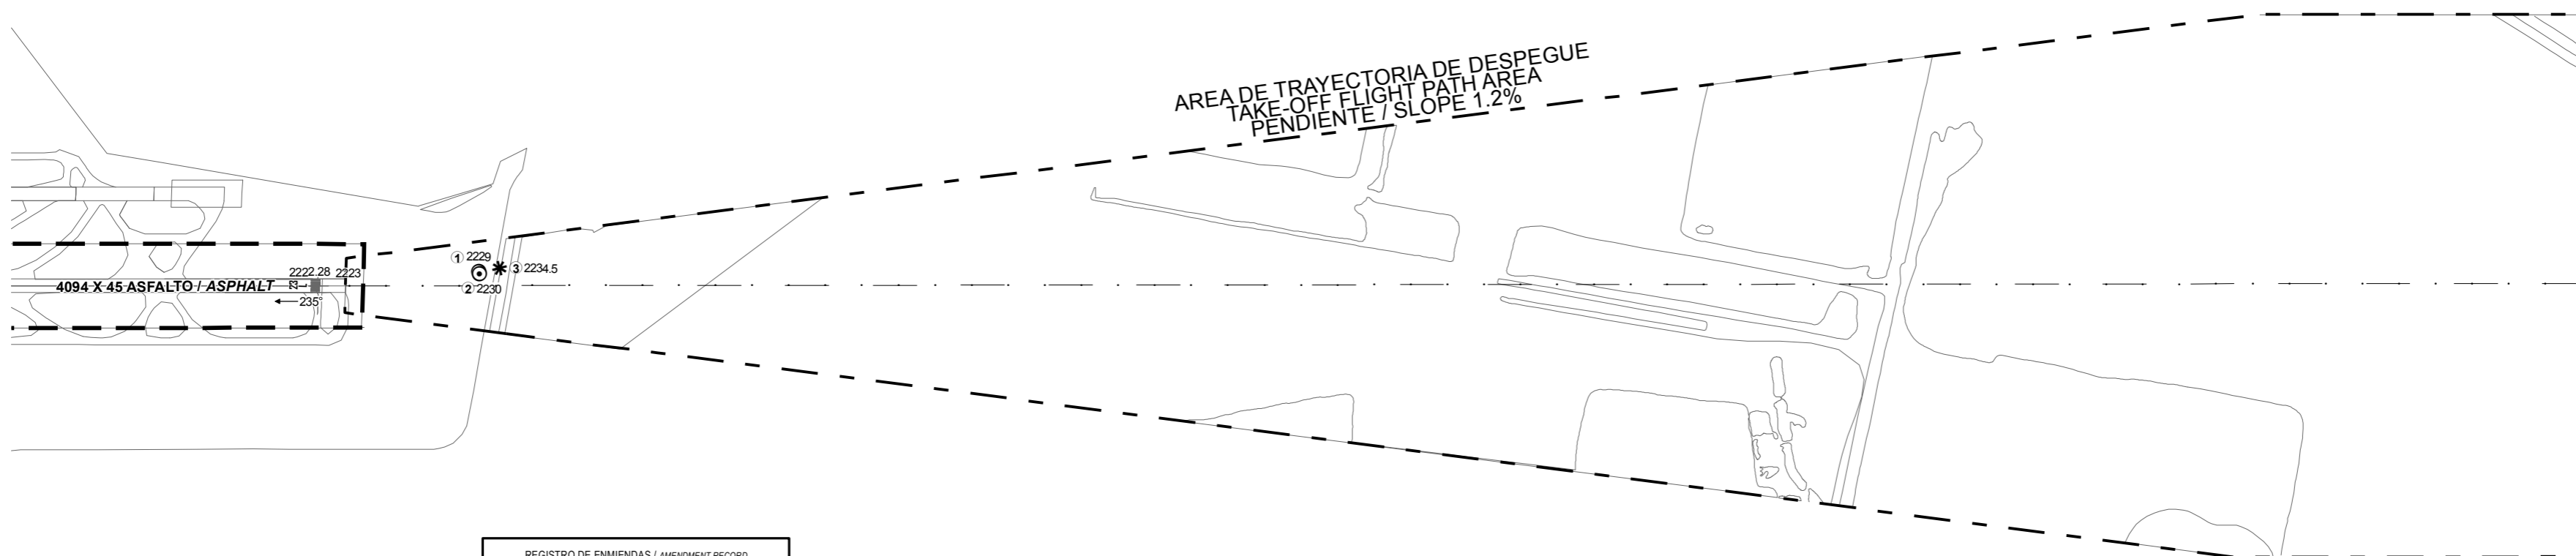 AREA DE TRAYECTORIA DE DESPEGUE
TAKE-OFF FLIGHT PATH AREA
PENDIENTE / SLOPE 1.2%
1 2229
3 2234.5
2222.28 2223
23
4094 X 45 ASFALTO / ASPHALT
2 2230
235°
REGISTRO DE ENMIENDAS / AMENDMENT RECORD